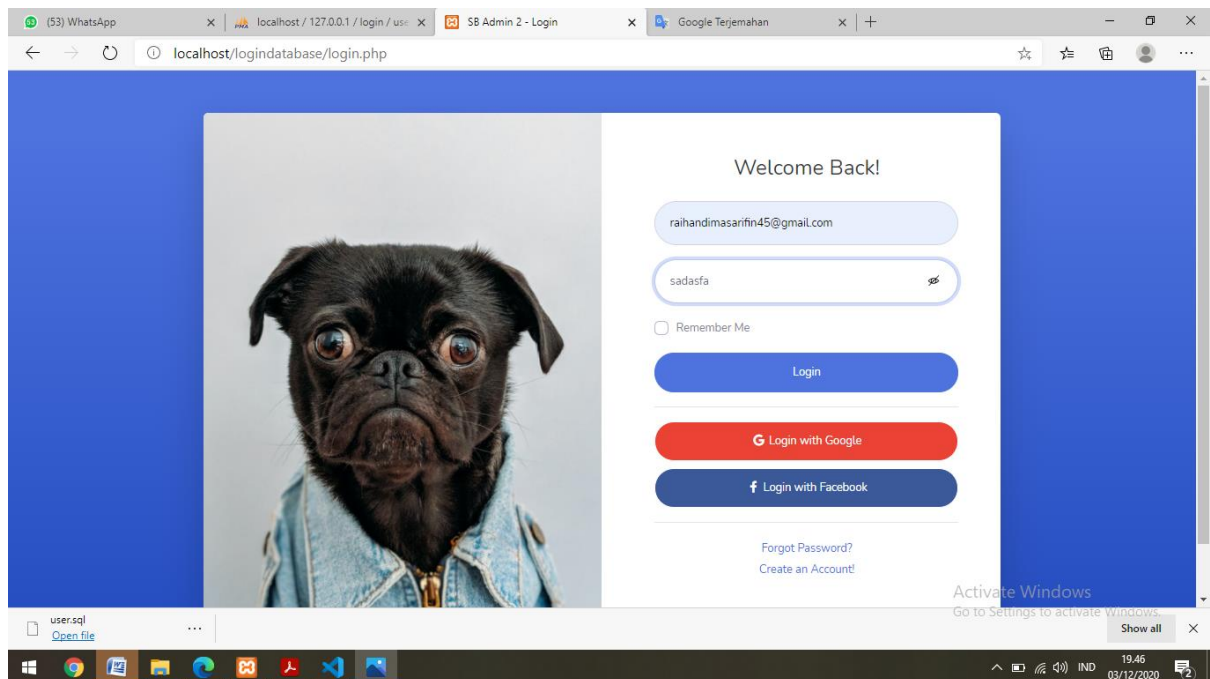 (53) WhatsApp
localhost / 127.0.0.1 / login / use
SB Admin 2 - Login
Google Terjemahan
localhost/logindatabase/login.php
Welcome Back!
raihandimasarifin45@gmail.com
sadasfa
Remember Me
Login
G Login with Google
f Login with Facebook
Forgot Password?
Create an Account!
Activate Windows
Go to Settings to activate Windows.
user.sql
Open file
Show all
IND
19.46
03/12/2020
2